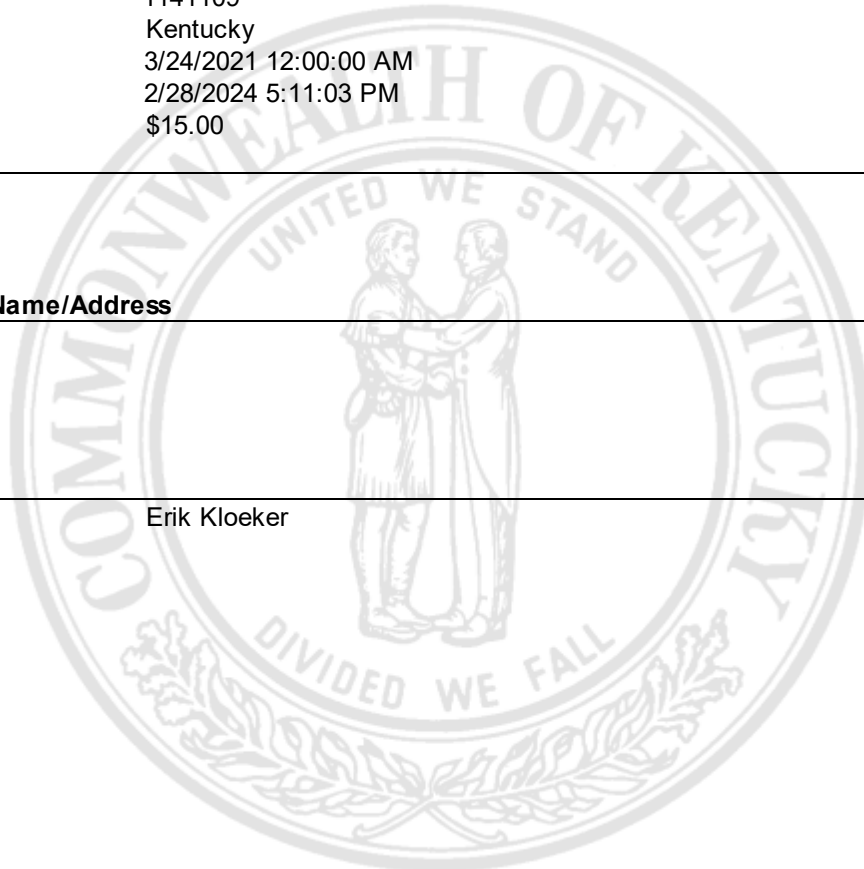 Kentucky
3/24/2021 12:00:00 AM
2/28/2024 5:11:03 PM
$15.00
COMMONWEALTH OF KENTUCKY
UNITED WE STAND
Name/Address
Erik Kloeker
DIVIDED WE FALL